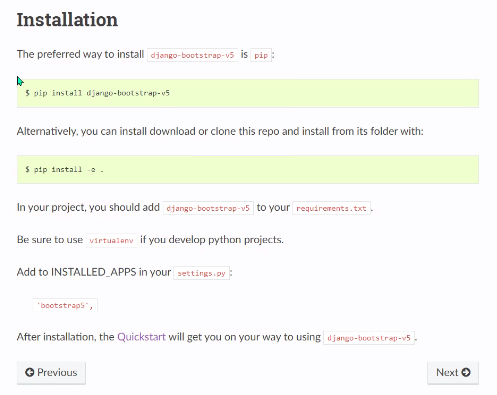 Installation
The preferred way to install django-bootstrap-v5 is pip:
$ pip install django-bootstrap-v5
Alternatively, you can install download or clone this repo and install from its folder with:
$ pip install -e .
In your project, you should add django-bootstrap-v5 to your requirements.txt.
Be sure to use virtualenv if you develop python projects.
Add to INSTALLED_APPS in your settings.py:
'bootstrap5',
After installation, the Quickstart will get you on your way to using django-bootstrap-v5.
Previous
Next